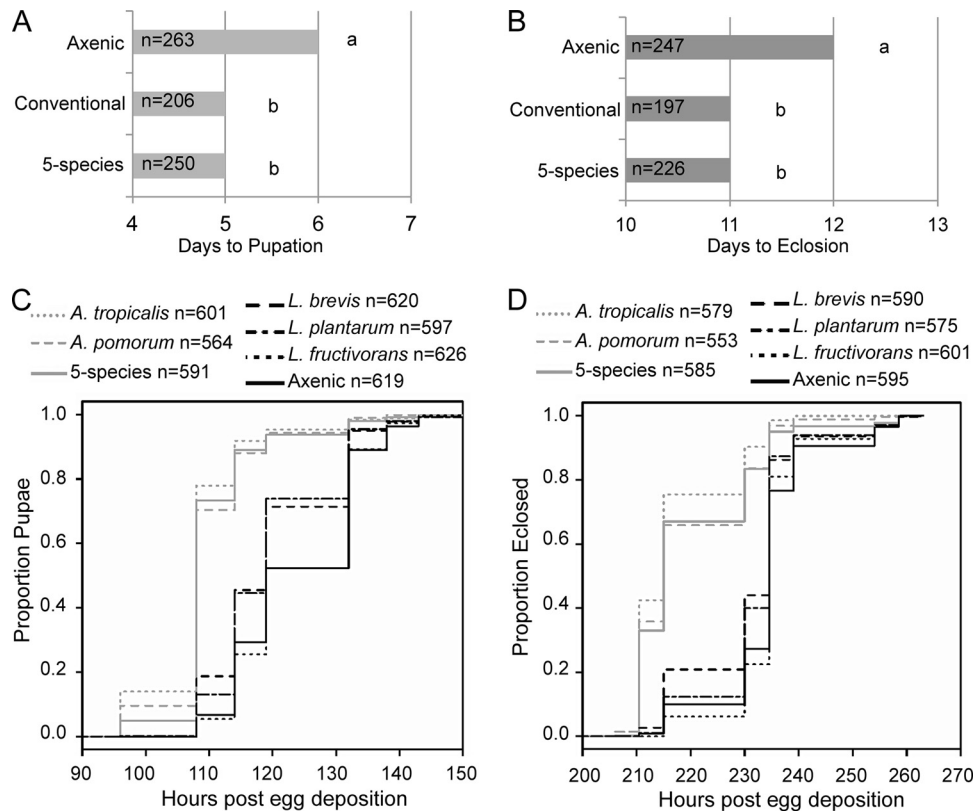 A
Axenic
n=263
a
Conventional
n=206
b
5-species
n=250
b
4 5 6 7
Days to Pupation
B
Axenic
n=247
a
Conventional
n=197
b
5-species
n=226
b
10 11 12 13
Days to Eclosion
C
A. tropicalis n=601
A. pomorum n=564
5-species n=591
L. brevis n=620
L. plantarum n=597
L. fructivorans n=626
Axenic n=619
Proportion Pupae
1.0
0.8
0.6
0.4
0.2
0.0
90 100 110 120 130 140 150
Hours post egg deposition
D
A. tropicalis n=579
A. pomorum n=553
5-species n=585
L. brevis n=590
L. plantarum n=575
L. fructivorans n=601
Axenic n=595
Proportion Eclosed
1.0
0.8
0.6
0.4
0.2
0.0
200 210 220 230 240 250 260 270
Hours post egg deposition